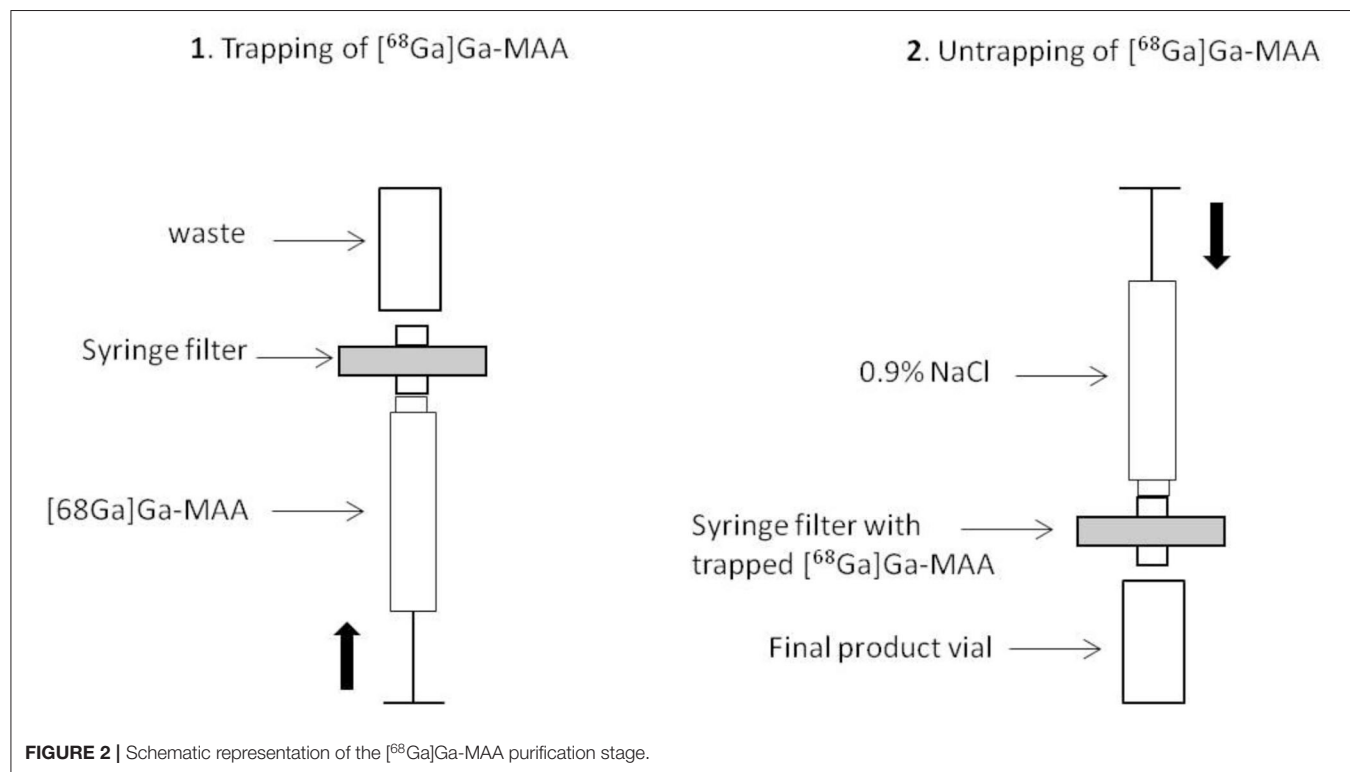 1. Trapping of [⁶⁸Ga]Ga-MAA
waste
Syringe filter
[68Ga]Ga-MAA
2. Untrapping of [⁶⁸Ga]Ga-MAA
0.9% NaCl
Syringe filter with
trapped [⁶⁸Ga]Ga-MAA
Final product vial
FIGURE 2 | Schematic representation of the [⁶⁸Ga]Ga-MAA purification stage.